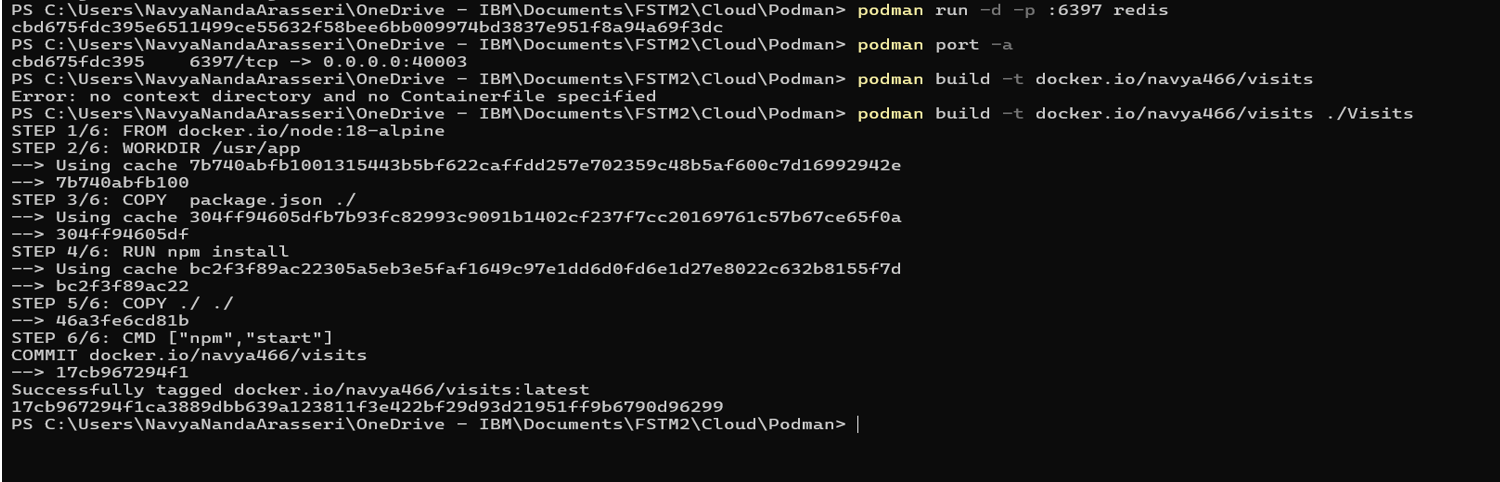 PS C:\Users\NavyaNandaArasseri\OneDrive - IBM\Documents\FSTM2\Cloud\Podman> podman run -d -p :6397 redis
cbd675fdc395e6511499ce55632f58bee6bb009974bd3837e951f8a94a69f3dc
PS C:\Users\NavyaNandaArasseri\OneDrive - IBM\Documents\FSTM2\Cloud\Podman> podman port -a
cbd675fdc395    6397/tcp -> 0.0.0.0:40003
PS C:\Users\NavyaNandaArasseri\OneDrive - IBM\Documents\FSTM2\Cloud\Podman> podman build -t docker.io/navya466/visits
Error: no context directory and no Containerfile specified
PS C:\Users\NavyaNandaArasseri\OneDrive - IBM\Documents\FSTM2\Cloud\Podman> podman build -t docker.io/navya466/visits ./Visits
STEP 1/6: FROM docker.io/node:18-alpine
STEP 2/6: WORKDIR /usr/app
--> Using cache 7b740abfb1001315443b5bf622caffdd257e702359c48b5af600c7d16992942e
--> 7b740abfb100
STEP 3/6: COPY  package.json ./
--> Using cache 304ff94605dfb7b93fc82993c9091b1402cf237f7cc20169761c57b67ce65f0a
--> 304ff94605df
STEP 4/6: RUN npm install
--> Using cache bc2f3f89ac22305a5eb3e5faf1649c97e1dd6d0fd6e1d27e8022c632b8155f7d
--> bc2f3f89ac22
STEP 5/6: COPY ./ ./
--> 46a3fe6cd81b
STEP 6/6: CMD ["npm","start"]
COMMIT docker.io/navya466/visits
--> 17cb967294f1
Successfully tagged docker.io/navya466/visits:latest
17cb967294f1ca3889dbb639a123811f3e422bf29d93d21951ff9b6790d96299
PS C:\Users\NavyaNandaArasseri\OneDrive - IBM\Documents\FSTM2\Cloud\Podman>